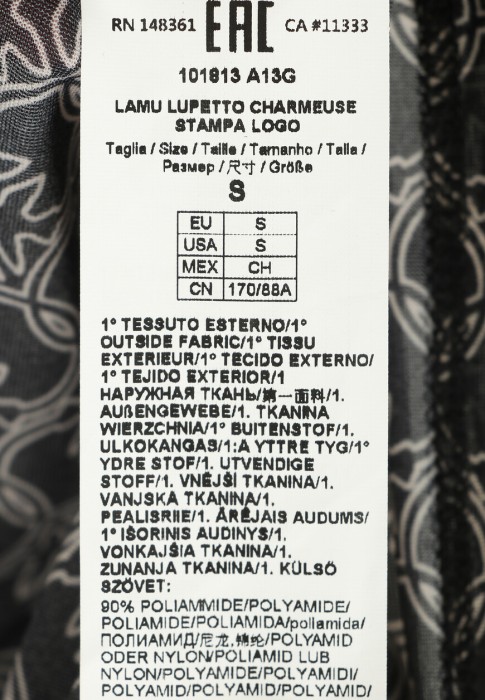 RN 148361 EAC CA #11333
101813 A13G
LAMU LUPETTO CHARMEUSE
STAMPA LOGO
Taglia / Size / Taille / Tamanho / Talla /
Размер / 尺寸 / Größe
S
EU S
USA S
MEX CH
CN 170/88A
1° TESSUTO ESTERNO/1°
OUTSIDE FABRIC/1° TISSU
EXTERIEUR/1° TECIDO EXTERNO/
1° TEJIDO EXTERIOR/1
НАРУЖНАЯ ТКАНЬ/第一面料/1.
AUßENGEWEBE/1. TKANINA
WIERZCHNIA/1° BUITENSTOF/1.
ULKOKANGAS/1:A YTTRE TYG/1°
YDRE STOF/1. UTVENDIGE
STOFF/1. VNĚJŠÍ TKANINA/1.
VANJSKA TKANINA/1.
PEALISRIIE/1. ĀRĒJAIS AUDUMS/
1° IŠORINIS AUDINYS/1.
VONKAJŠIA TKANINA/1.
ZUNANJA TKANINA/1. KÜLSŐ
SZÖVET:
90% POLIAMMIDE/POLYAMIDE/
POLIAMIDE/POLIAMIDA/poliamida/
ПОЛИАМИД/尼龙,锦纶/POLYAMID
ODER NYLON/POLIAMID LUB
NYLON/POLYAMIDE/POLYAMIDI/
POLYAMID/POLYAMID/POLYAMID/